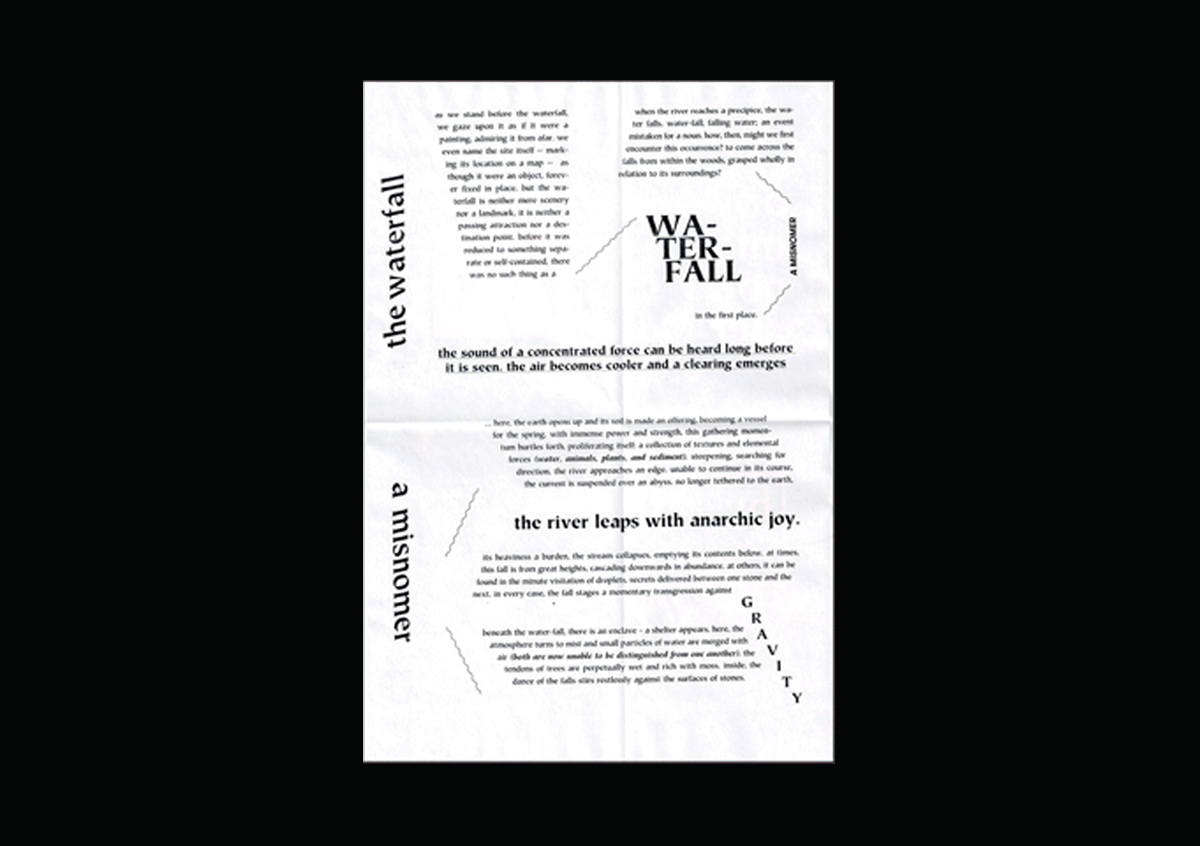 the waterfall
as we stand before the waterfall,
we gaze upon it as if it were a
painting, admiring it from afar. we
even name the site itself – mark-
ing its location on a map – as
though it were an object, forev-
er fixed in place. but the wa-
terfall is neither mere scenery
nor a landmark, it is neither a
passing attraction nor a des-
tination point. before it was
reduced to something sepa-
rate or self-contained, there
was no such thing as a
when the river reaches a precipice, the wa-
ter falls. water-fall, falling water; an event
mistaken for a noun. how, then, might we first
encounter this occurrence? to come across the
falls from within the woods, grasped wholly in
relation to its surroundings?
WA-
TER-
FALL
A MISNOMER
in the first place.
the sound of a concentrated force can be heard long before
it is seen. the air becomes cooler and a clearing emerges
... here, the earth opens up and its soil is made an offering, becoming a vessel
for the spring. with immense power and strength, this gathering momen-
tum hurtles forth, proliferating itself: a collection of textures and elemental
forces (water, animals, plants, and sediment). steepening, searching for
direction, the river approaches an edge. unable to continue in its course,
the current is suspended over an abyss. no longer tethered to the earth,
a misnomer
the river leaps with anarchic joy.
its heaviness a burden, the stream collapses, emptying its contents below. at times,
this fall is from great heights, cascading downwards in abundance. at others, it can be
found in the minute visitation of droplets, secrets delivered between one stone and the
next. in every case, the fall stages a momentary transgression against
GRAVITY
beneath the water-fall, there is an enclave – a shelter appears. here, the
atmosphere turns to mist and small particles of water are merged with
air (both are now unable to be distinguished from one another). the
tendons of trees are perpetually wet and rich with moss. inside, the
dance of the falls stirs restlessly against the surfaces of stones.